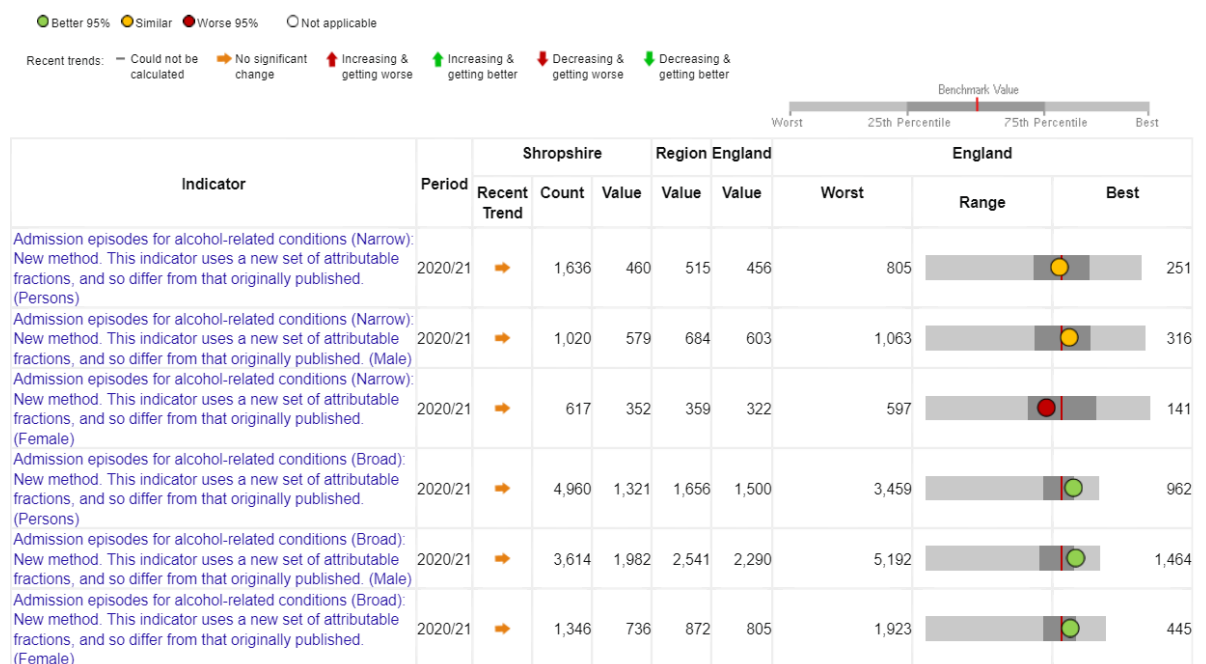 Better 95% Similar Worse 95% Not applicable
Recent trends: – Could not be calculated No significant change Increasing & getting worse Increasing & getting better Decreasing & getting worse Decreasing & getting better
Benchmark Value
Worst 25th Percentile 75th Percentile Best
Indicator Period Shropshire Region England England
Recent Trend Count Value Value Value Worst Range Best
Admission episodes for alcohol-related conditions (Narrow):
New method. This indicator uses a new set of attributable
fractions, and so differ from that originally published.
(Persons)
2020/21 1,636 460 515 456 805 251
Admission episodes for alcohol-related conditions (Narrow):
New method. This indicator uses a new set of attributable
fractions, and so differ from that originally published. (Male)
2020/21 1,020 579 684 603 1,063 316
Admission episodes for alcohol-related conditions (Narrow):
New method. This indicator uses a new set of attributable
fractions, and so differ from that originally published.
(Female)
2020/21 617 352 359 322 597 141
Admission episodes for alcohol-related conditions (Broad):
New method. This indicator uses a new set of attributable
fractions, and so differ from that originally published.
(Persons)
2020/21 4,960 1,321 1,656 1,500 3,459 962
Admission episodes for alcohol-related conditions (Broad):
New method. This indicator uses a new set of attributable
fractions, and so differ from that originally published. (Male)
2020/21 3,614 1,982 2,541 2,290 5,192 1,464
Admission episodes for alcohol-related conditions (Broad):
New method. This indicator uses a new set of attributable
fractions, and so differ from that originally published.
(Female)
2020/21 1,346 736 872 805 1,923 445